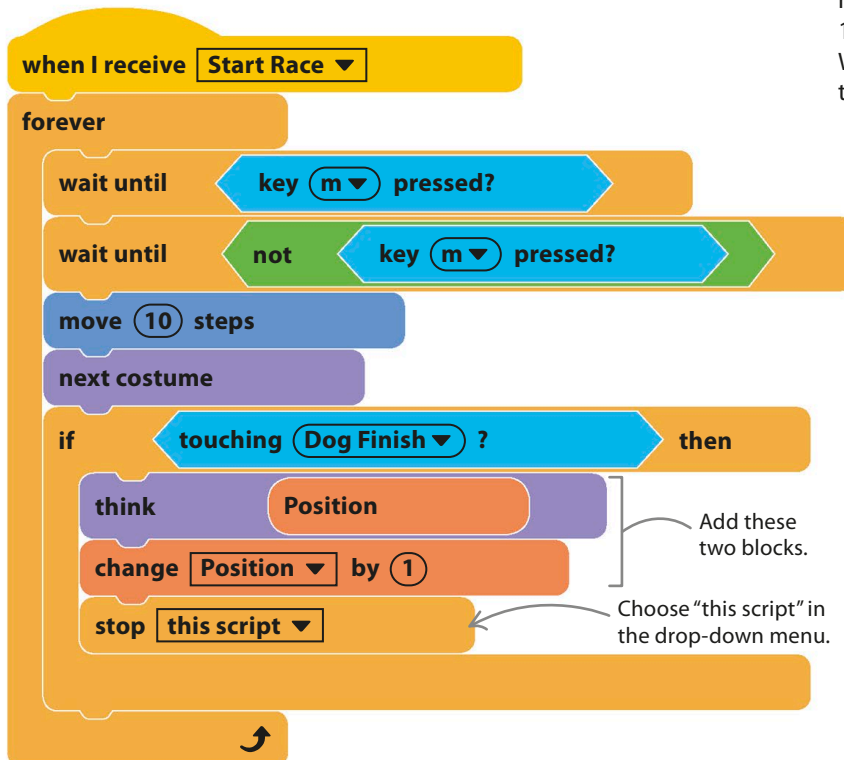 when I receive Start Race
forever
wait until key m pressed?
wait until not key m pressed?
move 10 steps
next costume
if touching Dog Finish ? then
think Position
change Position by 1
stop this script
Add these
two blocks.
Choose “this script” in
the drop-down menu.